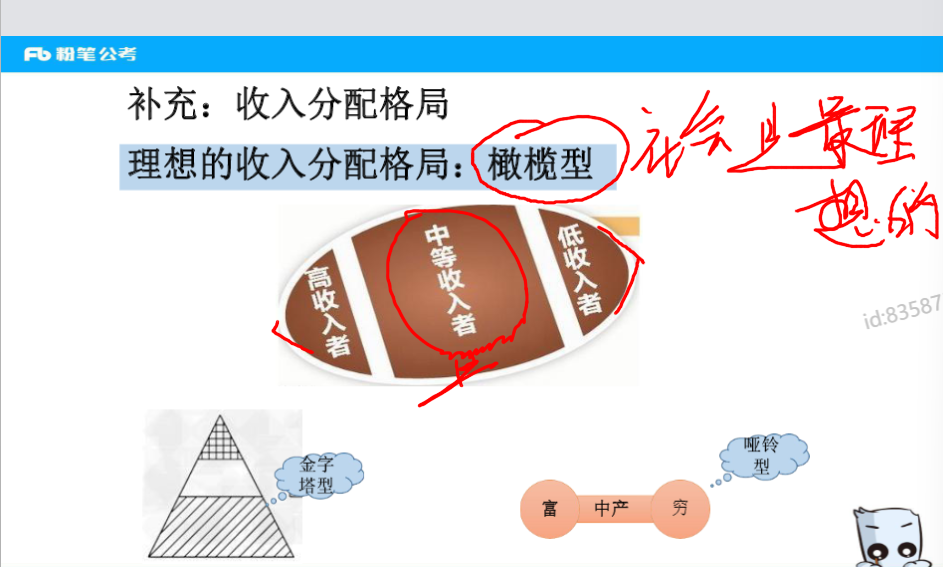 粉笔公考
补充：收入分配格局
理想的收入分配格局：橄榄型
社会且最理
想的
高收入者
中等收入者
低收入者
id:83587
金字
塔型
哑铃
型
富 中产 穷